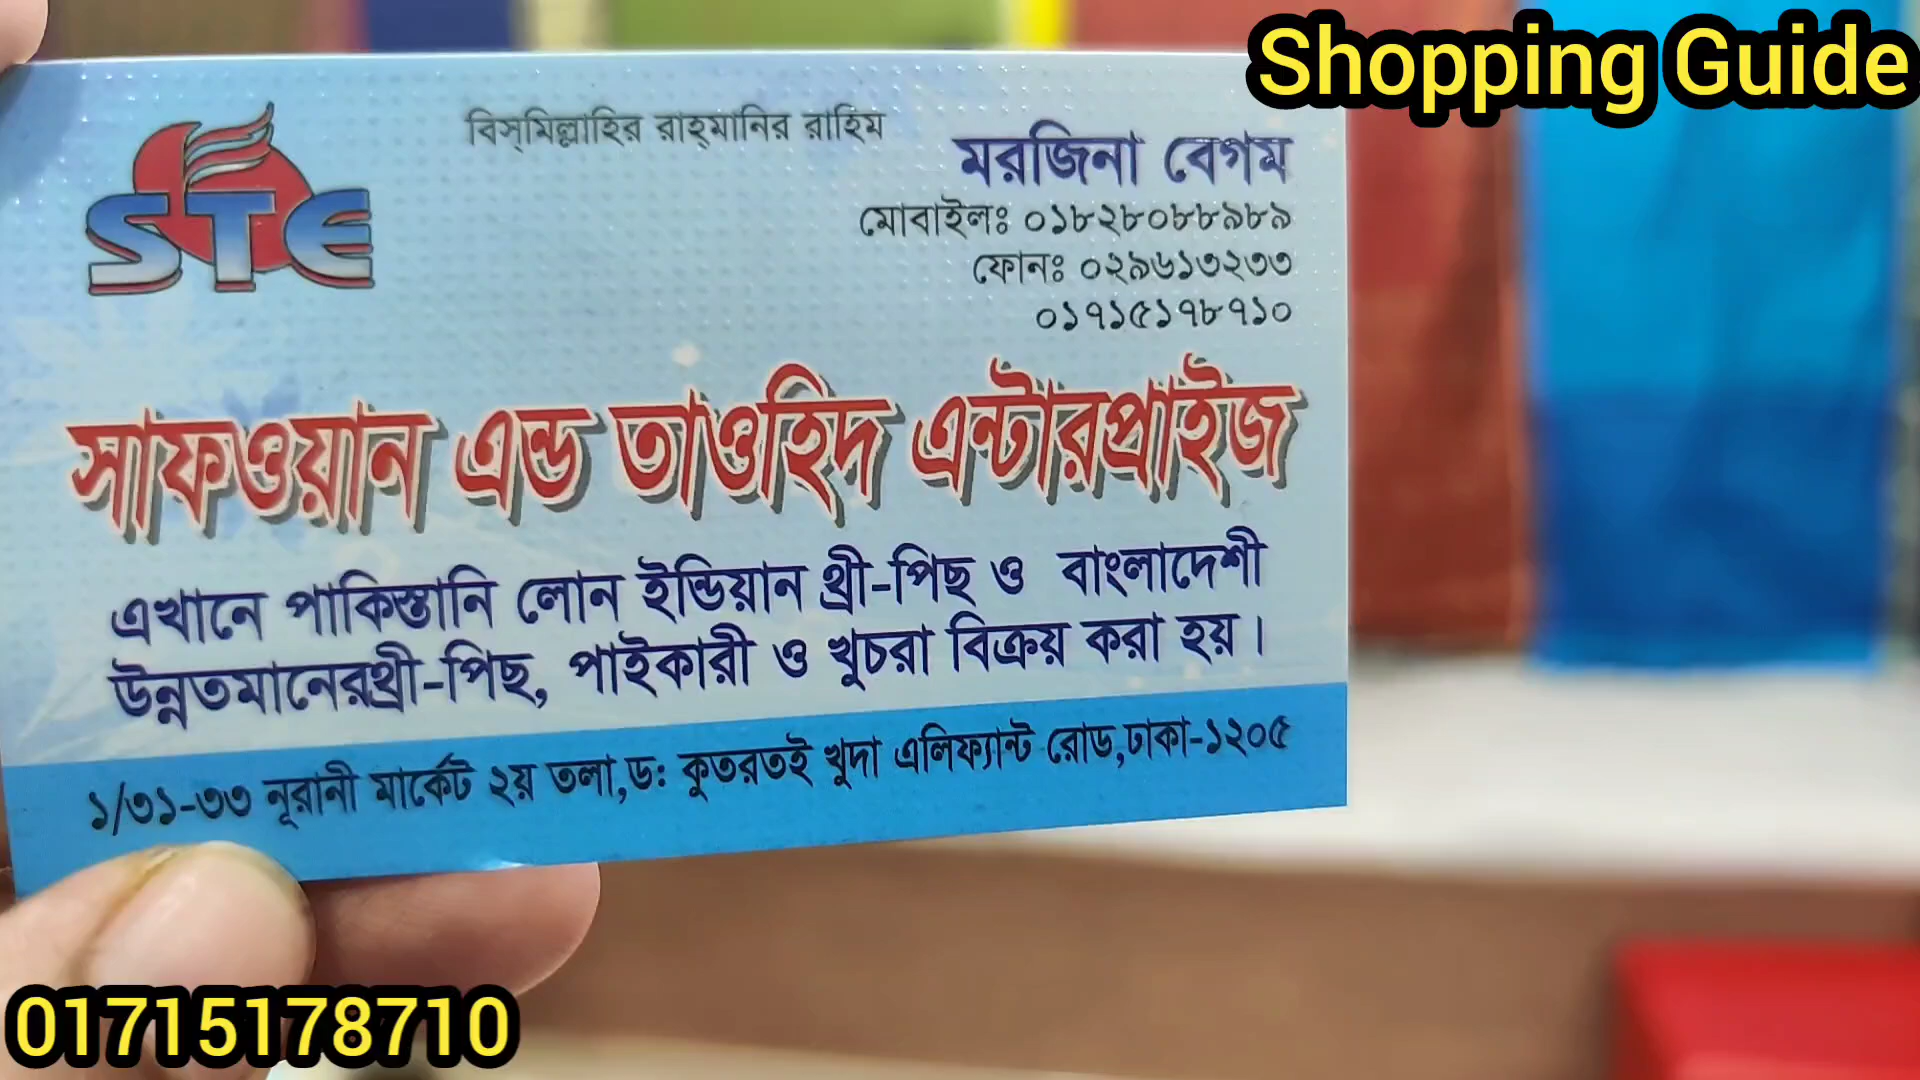 Shopping Guide
বিস্‌মিল্লাহির রাহ্‌মানির রাহিম
STE
মরজিনা বেগম
মোবাইলঃ ০১৮২৮০৮৮৯৮৯
ফোনঃ ০২৯৬১৩২৩৩
০১৭১৫১৭৮৭১০
সাফওয়ান এন্ড তাওহিদ এন্টারপ্রাইজ
এখানে পাকিস্তানি লোন ইন্ডিয়ান থ্রী-পিছ ও বাংলাদেশী
উন্নতমানেরথ্রী-পিছ, পাইকারী ও খুচরা বিক্রয় করা হয়।
১/৩১-৩৩ নূরানী মার্কেট ২য় তলা,ড: কুতরতই খুদা এলিফ্যান্ট রোড,ঢাকা-১২০৫
01715178710